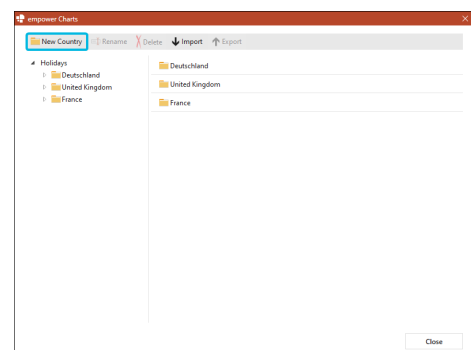 empower Charts
New Country Rename Delete Import Export
Holidays
Deutschland
United Kingdom
France
Deutschland
United Kingdom
France
Close